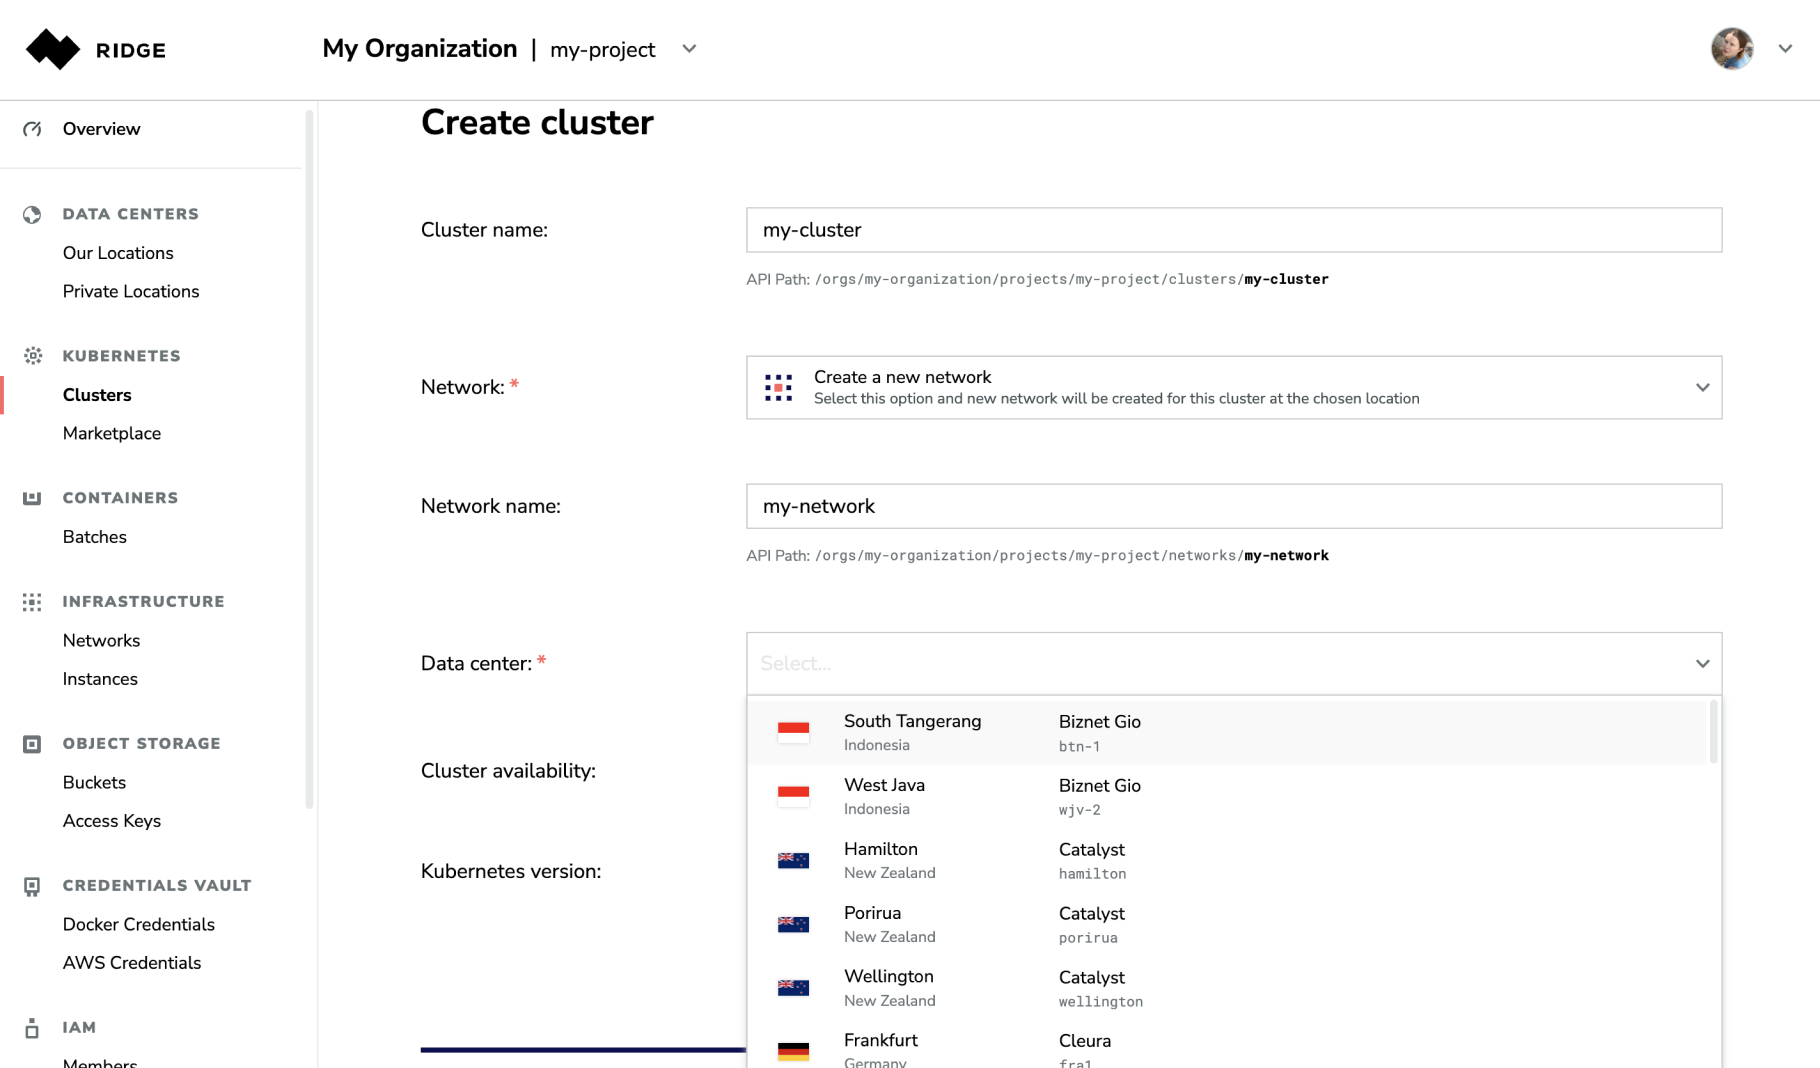 RIDGE
My Organization | my-project
Overview
DATA CENTERS
Our Locations
Private Locations
KUBERNETES
Clusters
Marketplace
CONTAINERS
Batches
INFRASTRUCTURE
Networks
Instances
OBJECT STORAGE
Buckets
Access Keys
CREDENTIALS VAULT
Docker Credentials
AWS Credentials
IAM
Members
Create cluster
Cluster name:
my-cluster
API Path: /orgs/my-organization/projects/my-project/clusters/my-cluster
Network: *
Create a new network
Select this option and new network will be created for this cluster at the chosen location
Network name:
my-network
API Path: /orgs/my-organization/projects/my-project/networks/my-network
Data center: *
Select...
South Tangerang
Indonesia
Biznet Gio
btn-1
West Java
Indonesia
Biznet Gio
wjv-2
Hamilton
New Zealand
Catalyst
hamilton
Porirua
New Zealand
Catalyst
porirua
Wellington
New Zealand
Catalyst
wellington
Frankfurt
Germany
Cleura
fra1
Cluster availability:
Kubernetes version: